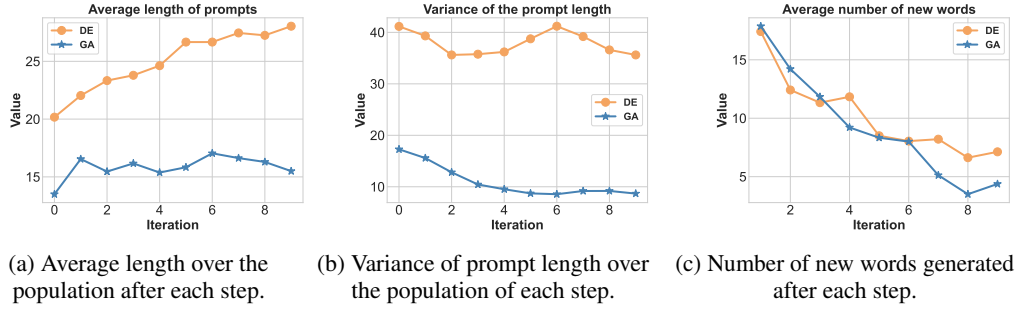 Average length of prompts
DE
GA
25
20
15
Value
0 2 4 6 8
Iteration
Variance of the prompt length
40
30
20
10
Value
DE
GA
0 2 4 6 8
Iteration
Average number of new words
DE
GA
15
10
5
Value
2 4 6 8
Iteration
(a) Average length over the
population after each step.
(b) Variance of prompt length over
the population of each step.
(c) Number of new words generated
after each step.